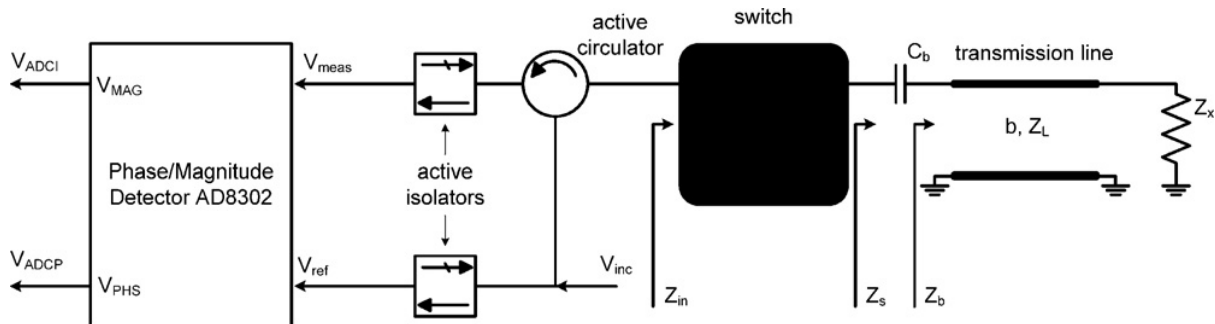 switch
active
circulator
C_b
transmission line
V_ADCI
V_MAG
V_meas
Z_x
b, Z_L
Phase/Magnitude
Detector AD8302
active
isolators
V_ADCP
V_PHS
V_ref
V_inc
Z_in
Z_s
Z_b